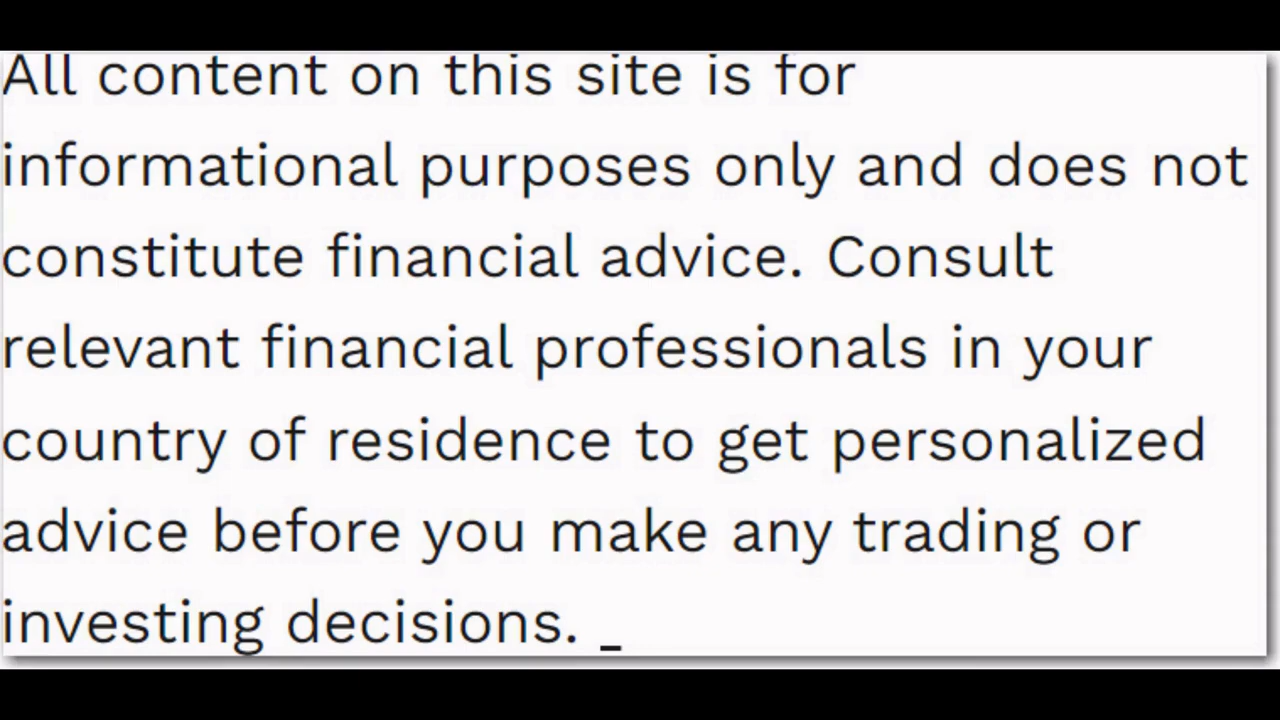 All content on this site is for
informational purposes only and does not
constitute financial advice. Consult
relevant financial professionals in your
country of residence to get personalized
advice before you make any trading or
investing decisions. _